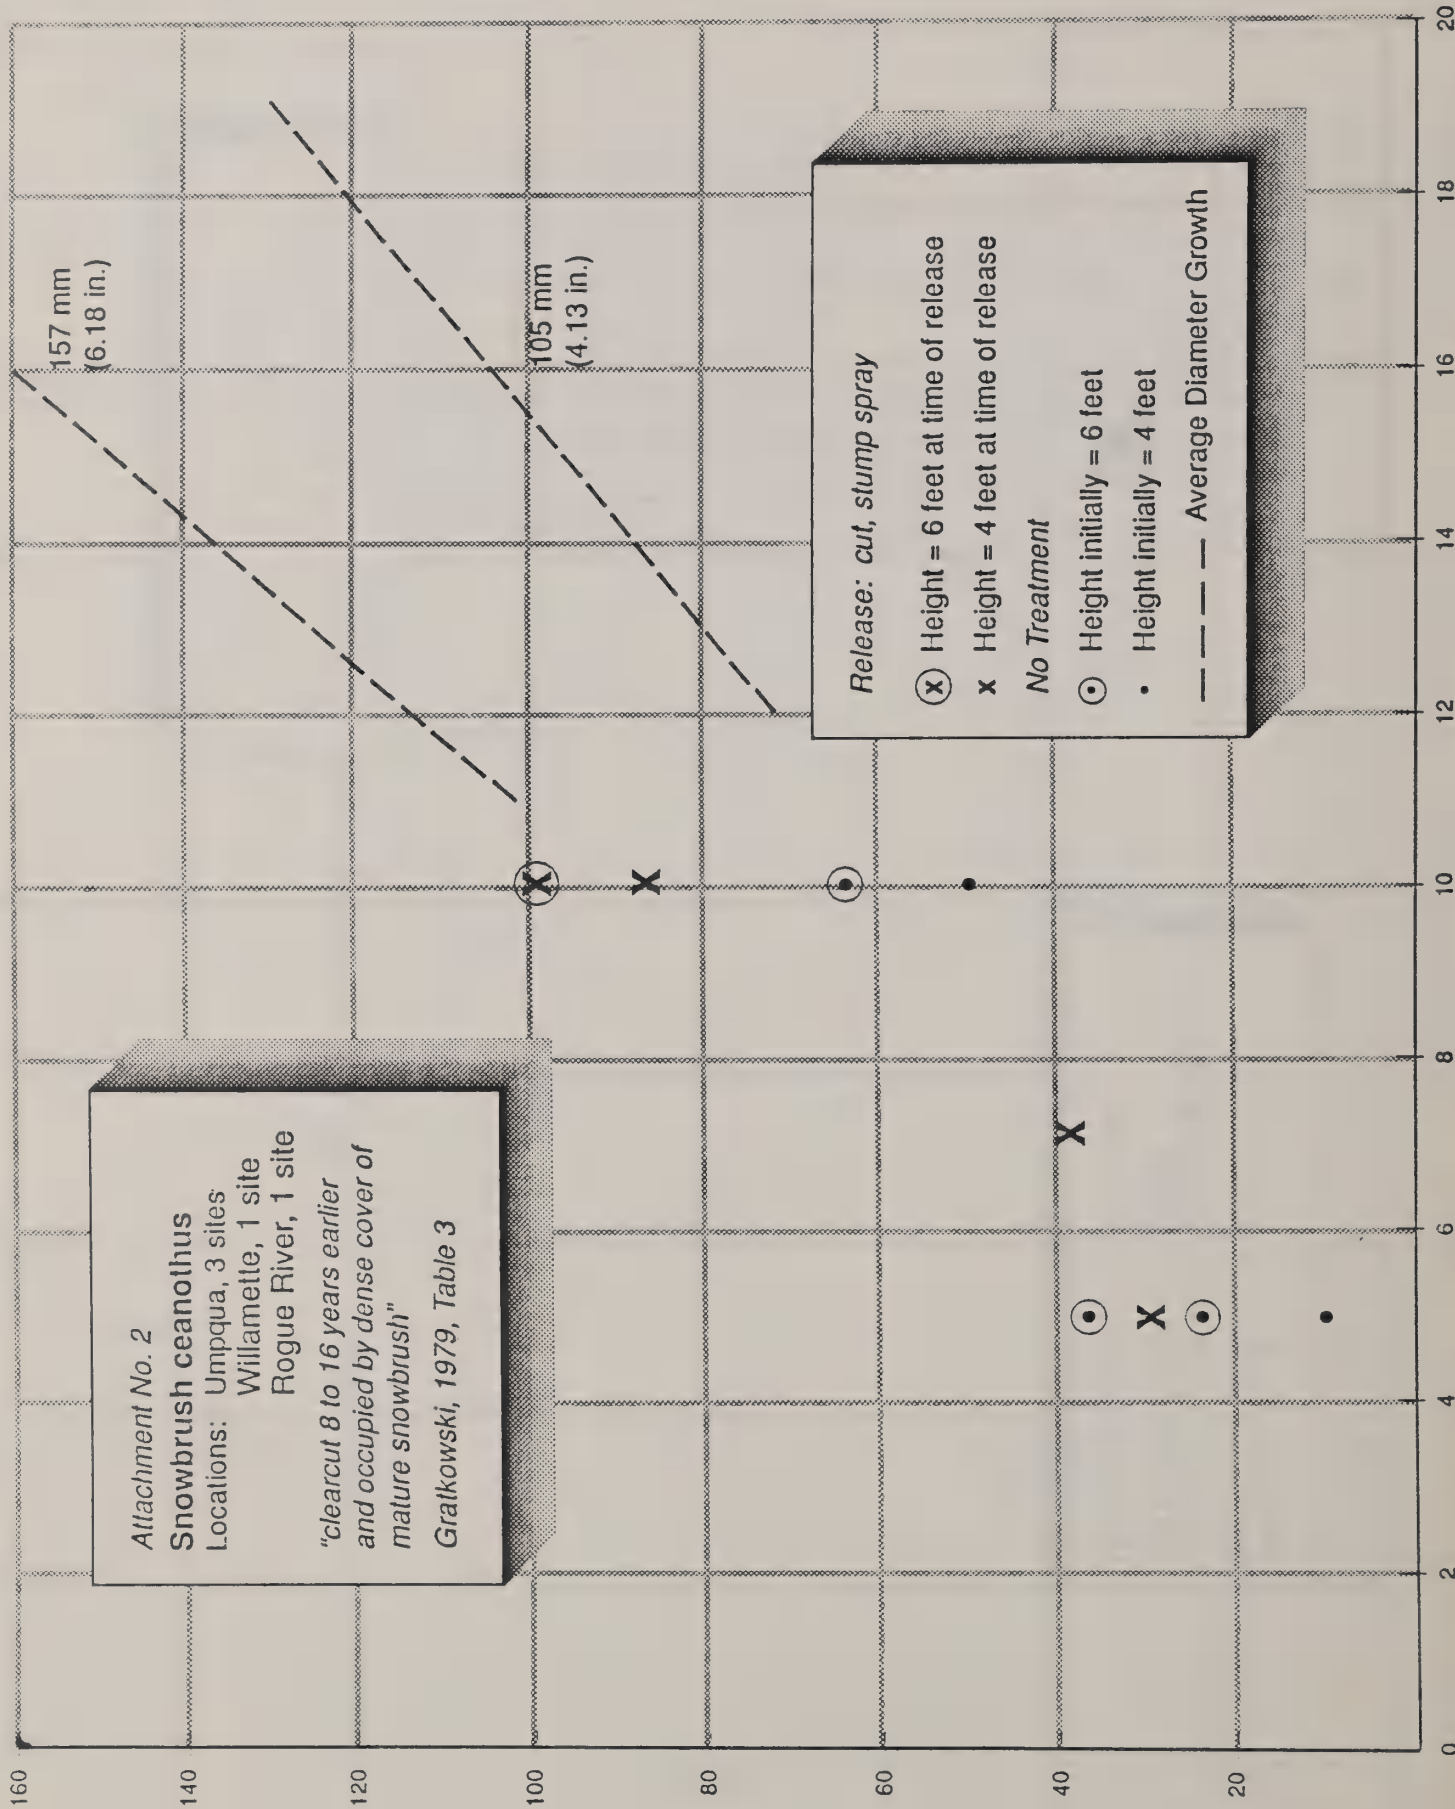 Attachment No. 2
Snowbrush ceanothus
Locations: Umpqua, 3 sites
Willamette, 1 site
Rogue River, 1 site
"clearcut 8 to 16 years earlier
and occupied by dense cover of
mature snowbrush"
Gratkowski, 1979, Table 3
157 mm
(6.18 in.)
105 mm
(4.13 in.)
Release: cut, stump spray
X Height = 6 feet at time of release
x Height = 4 feet at time of release
No Treatment
Height initially = 6 feet
Height initially = 4 feet
Average Diameter Growth
X
X
X
X
160
140
120
100
80
60
40
20
0
2
4
6
8
10
12
14
16
18
20